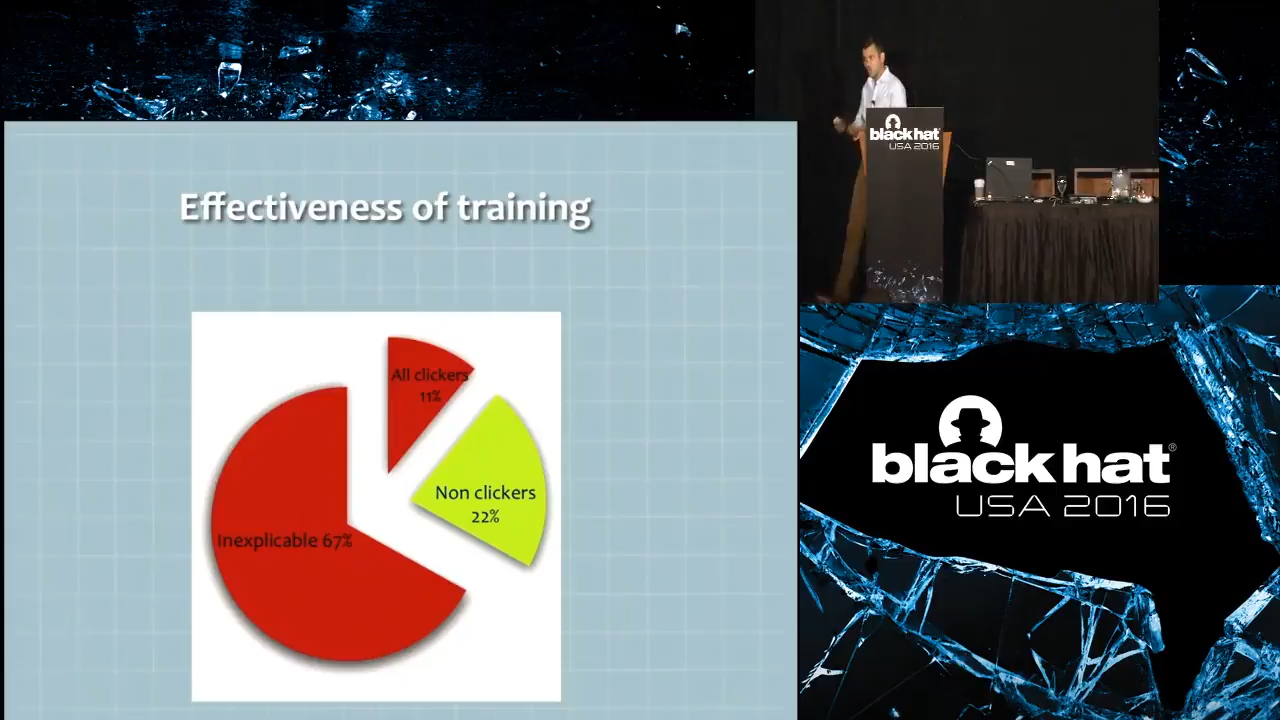 Effectiveness of training
All clickers
11%
Non clickers
22%
Inexplicable 67%
black hat
USA 2016
black hat®
USA 2016